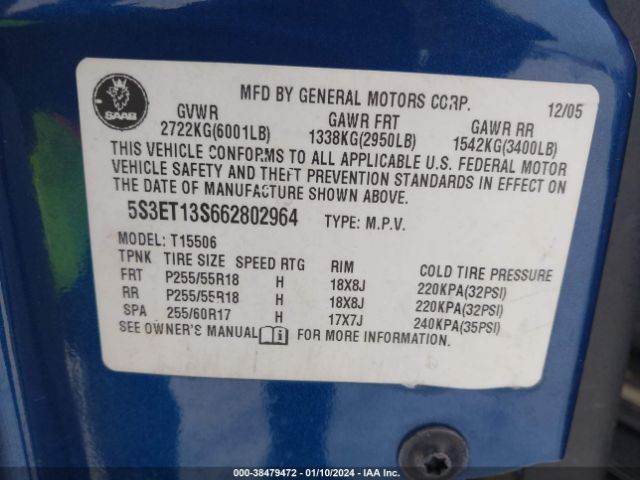 SAAB
MFD BY GENERAL MOTORS CORP. 12/05
GVWR GAWR FRT GAWR RR
2722KG(6001LB) 1338KG(2950LB) 1542KG(3400LB)
THIS VEHICLE CONFORMS TO ALL APPLICABLE U.S. FEDERAL MOTOR
VEHICLE SAFETY AND THEFT PREVENTION STANDARDS IN EFFECT ON
THE DATE OF MANUFACTURE SHOWN ABOVE.
5S3ET13S662802964 TYPE: M.P.V.
MODEL: T15506
TPNK TIRE SIZE SPEED RTG RIM COLD TIRE PRESSURE
FRT P255/55R18 H 18X8J 220KPA(32PSI)
RR P255/55R18 H 18X8J 220KPA(32PSI)
SPA 255/60R17 H 17X7J 240KPA(35PSI)
SEE OWNER'S MANUAL FOR MORE INFORMATION.
000-38479472 — 01/10/2024 - IAA Inc.